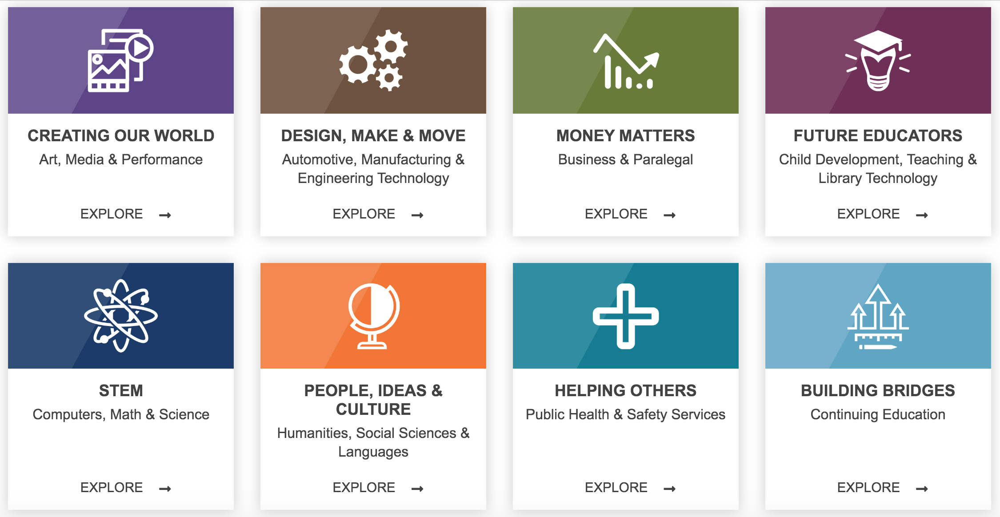 CREATING OUR WORLD
Art, Media & Performance
EXPLORE →
DESIGN, MAKE & MOVE
Automotive, Manufacturing &
Engineering Technology
EXPLORE →
MONEY MATTERS
Business & Paralegal
EXPLORE →
FUTURE EDUCATORS
Child Development, Teaching &
Library Technology
EXPLORE →
STEM
Computers, Math & Science
EXPLORE →
PEOPLE, IDEAS &
CULTURE
Humanities, Social Sciences &
Languages
EXPLORE →
HELPING OTHERS
Public Health & Safety Services
EXPLORE →
BUILDING BRIDGES
Continuing Education
EXPLORE →